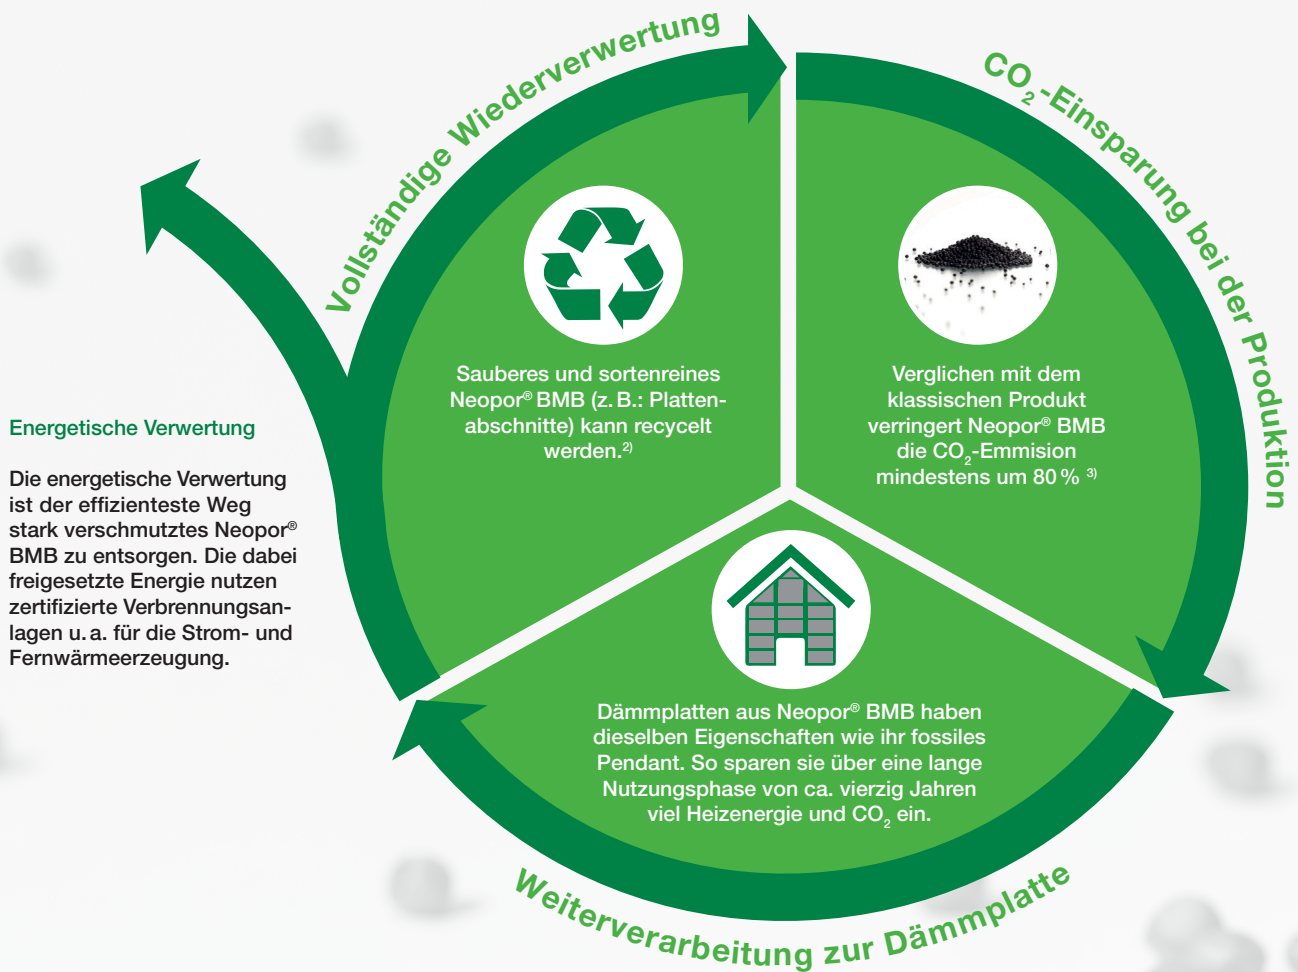 Vollständige Wiederverwertung
CO₂-Einsparung bei der Produktion
Sauberes und sortenreines
Neopor® BMB (z. B.: Platten-
abschnitte) kann recycelt
werden.²⁾
Verglichen mit dem
klassischen Produkt
verringert Neopor® BMB
die CO₂-Emmision
mindestens um 80 % ³⁾
Energetische Verwertung
Die energetische Verwertung
ist der effizienteste Weg
stark verschmutztes Neopor®
BMB zu entsorgen. Die dabei
freigesetzte Energie nutzen
zertifizierte Verbrennungsan-
lagen u. a. für die Strom- und
Fernwärmeerzeugung.
Dämmplatten aus Neopor® BMB haben
dieselben Eigenschaften wie ihr fossiles
Pendant. So sparen sie über eine lange
Nutzungsphase von ca. vierzig Jahren
viel Heizenergie und CO₂ ein.
Weiterverarbeitung zur Dämmplatte